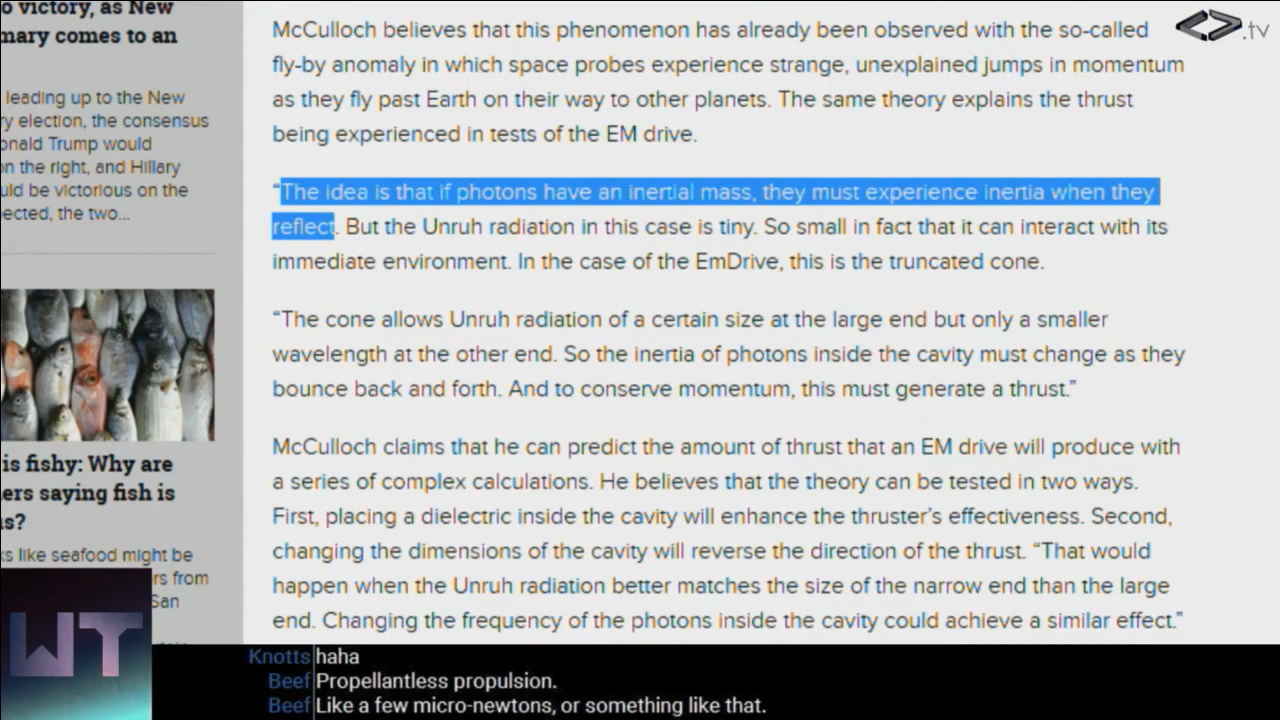 o victory, as New
mary comes to an
leading up to the New
ry election, the consensus
onald Trump would
on the right, and Hillary
uld be victorious on the
ected, the two...
is fishy: Why are
ers saying fish is
s?
ks like seafood might be
rs from
San
McCulloch believes that this phenomenon has already been observed with the so-called
fly-by anomaly in which space probes experience strange, unexplained jumps in momentum
as they fly past Earth on their way to other planets. The same theory explains the thrust
being experienced in tests of the EM drive.
“The idea is that if photons have an inertial mass, they must experience inertia when they
reflect. But the Unruh radiation in this case is tiny. So small in fact that it can interact with its
immediate environment. In the case of the EmDrive, this is the truncated cone.
“The cone allows Unruh radiation of a certain size at the large end but only a smaller
wavelength at the other end. So the inertia of photons inside the cavity must change as they
bounce back and forth. And to conserve momentum, this must generate a thrust.”
McCulloch claims that he can predict the amount of thrust that an EM drive will produce with
a series of complex calculations. He believes that the theory can be tested in two ways.
First, placing a dielectric inside the cavity will enhance the thruster’s effectiveness. Second,
changing the dimensions of the cavity will reverse the direction of the thrust. “That would
happen when the Unruh radiation better matches the size of the narrow end than the large
end. Changing the frequency of the photons inside the cavity could achieve a similar effect.”
.tv
WT
Knotts haha
Beef Propellantless propulsion.
Beef Like a few micro-newtons, or something like that.